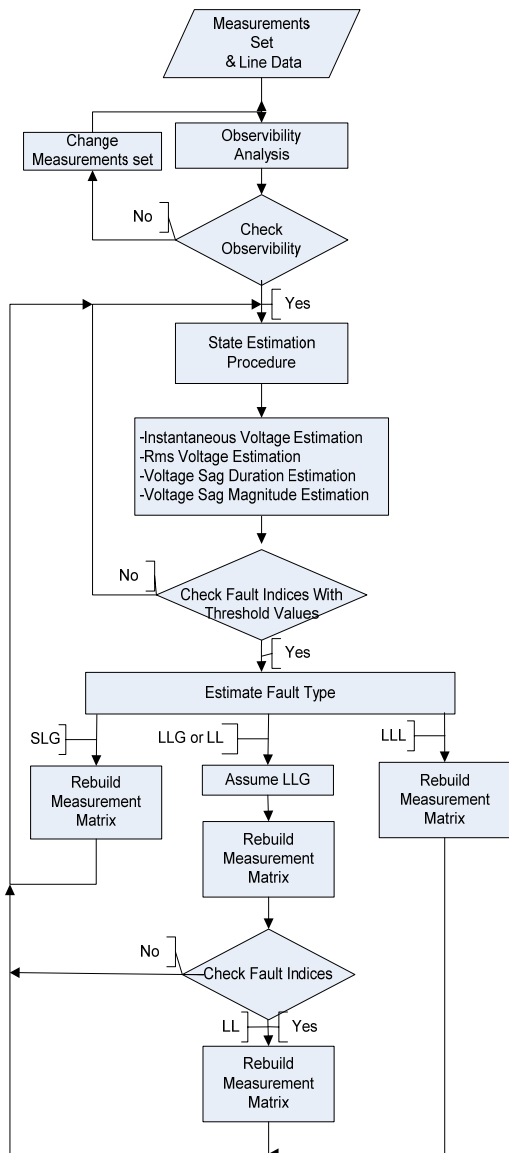 Measurements
Set
& Line Data
Change
Measurements set
Observibility
Analysis
No
Check
Observibility
Yes
State Estimation
Procedure
-Instantaneous Voltage Estimation
-Rms Voltage Estimation
-Voltage Sag Duration Estimation
-Voltage Sag Magnitude Estimation
No
Check Fault Indices With
Threshold Values
Yes
Estimate Fault Type
SLG
LLG or LL
LLL
Rebuild
Measurement
Matrix
Assume LLG
Rebuild
Measurement
Matrix
Rebuild
Measurement
Matrix
No
Check Fault Indices
LL
Yes
Rebuild
Measurement
Matrix